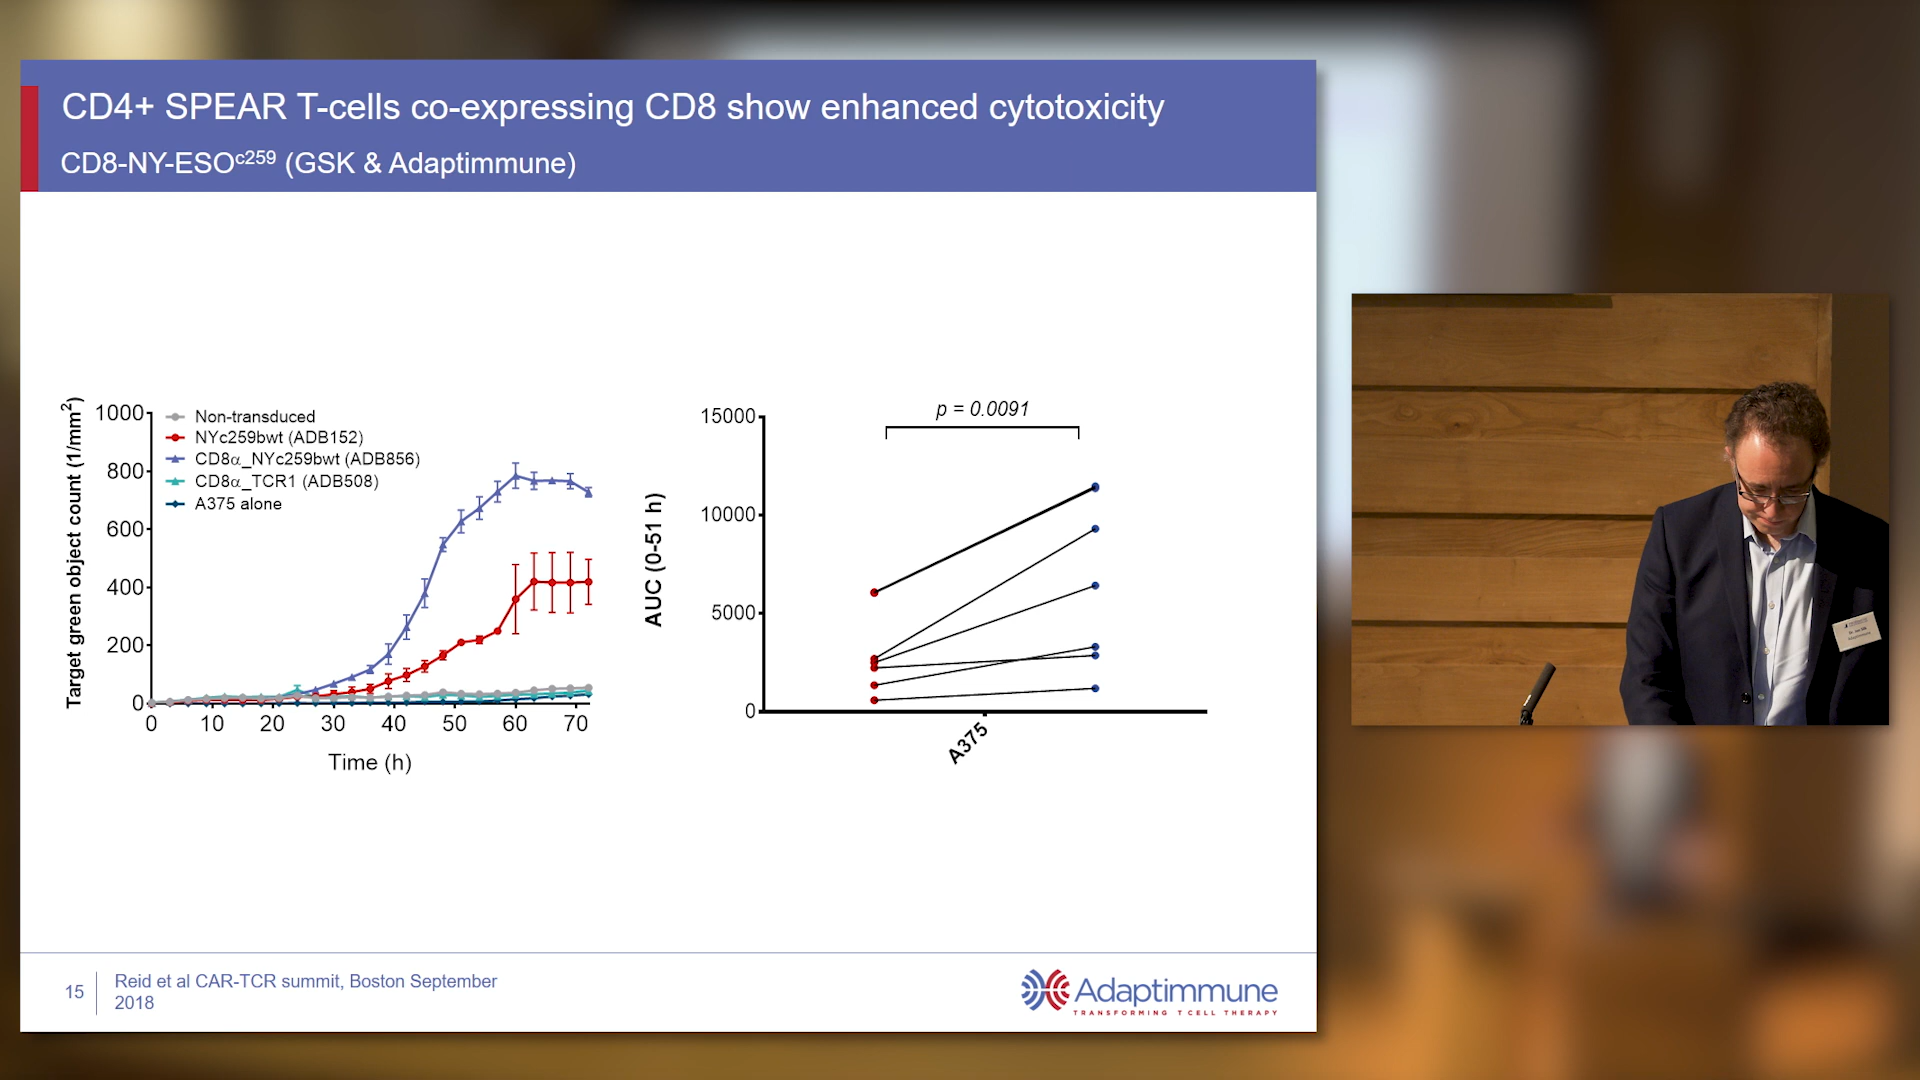 CD4+ SPEAR T-cells co-expressing CD8 show enhanced cytotoxicity
CD8-NY-ESOc259 (GSK & Adaptimmune)
Target green object count (1/mm2)
1000
800
600
400
200
0
Non-transduced
NYc259bwt (ADB152)
CD8α_NYc259bwt (ADB856)
CD8α_TCR1 (ADB508)
A375 alone
0 10 20 30 40 50 60 70
Time (h)
AUC (0-51 h)
15000
10000
5000
0
p = 0.0091
A375
15
Reid et al CAR-TCR summit, Boston September
2018
Adaptimmune
TRANSFORMING T CELL THERAPY